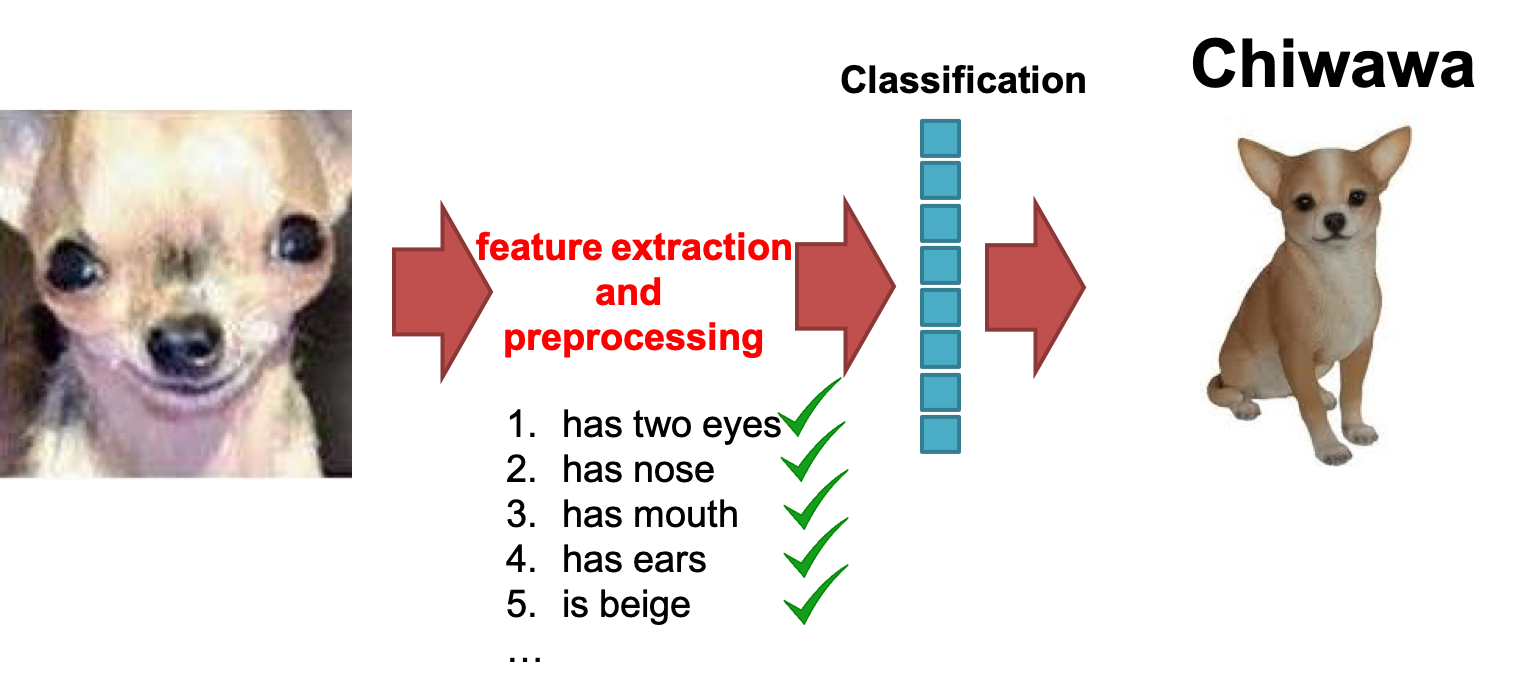 Chiwawa
Classification
feature extraction
and
preprocessing
1. has two eyes
2. has nose
3. has mouth
4. has ears
5. is beige
…